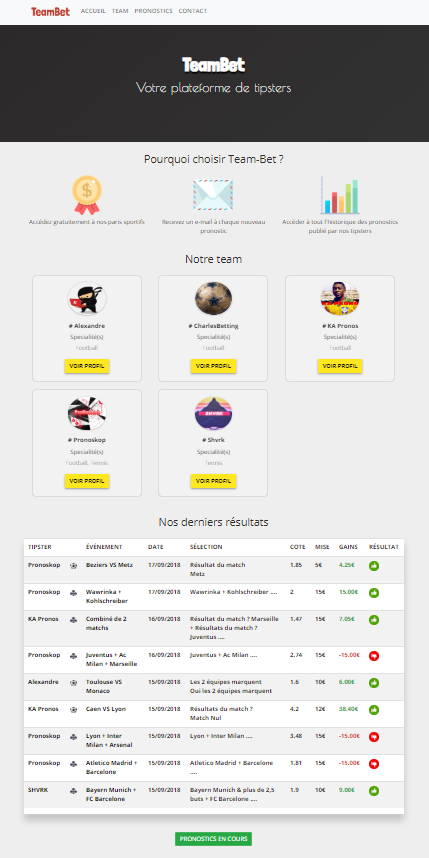 TeamBet ACCUEIL TEAM PRONOSTICS CONTACT
TeamBet
Votre plateforme de tipsters
Pourquoi choisir Team-Bet ?
Accédez gratuitement à nos paris sportifs
Recevez un e-mail à chaque nouveau
pronostic
Accéder à tout l'historique des pronostics
publié par nos tipsters
Notre team
# Alexandre
Specialité(s)
Football
VOIR PROFIL
# CharlesBetting
Specialité(s)
Football
VOIR PROFIL
# KA Pronos
Specialité(s)
Football
VOIR PROFIL
# Pronoskop
Specialité(s)
Football, Tennis
VOIR PROFIL
SHVRK
# Shvrk
Specialité(s)
Tennis
VOIR PROFIL
Nos derniers résultats
TIPSTER ÉVÉNEMENT DATE SÉLECTION COTE MISE GAINS RÉSULTAT
Pronoskop Beziers VS Metz 17/09/2018 Résultat du match 1.85 5€ 4.25€
Metz
Pronoskop Wawrinka + 17/09/2018 Wawrinka + Kohlschreiber .... 2 15€ 15.00€
Kohlschreiber
KA Pronos Combiné de 2 16/09/2018 Résultat du match ? Marseille 1.47 15€ 7.05€
matchs + Résultats du match ?
Juventus ....
Pronoskop Juventus + Ac 16/09/2018 Juventus + Ac Milan .... 2.74 15€ -15.00€
Milan + Marseille
Alexandre Toulouse VS 15/09/2018 Les 2 équipes marquent 1.6 10€ 6.00€
Monaco Oui les 2 équipes marquent
KA Pronos Caen VS Lyon 15/09/2018 Résultats du match ? 4.2 12€ 38.40€
Match Nul
Pronoskop Lyon + Inter 15/09/2018 Lyon + Inter Milan .... 3.48 15€ -15.00€
Milan + Arsenal
Pronoskop Atletico Madrid + 15/09/2018 Atletico Madrid + Barcelone 1.81 15€ -15.00€
Barcelone ....
SHVRK Bayern Munich + 15/09/2018 Bayern Munich & plus de 2,5 1.9 10€ 9.00€
FC Barcelone buts + FC Barcelone ....
PRONOSTICS EN COURS